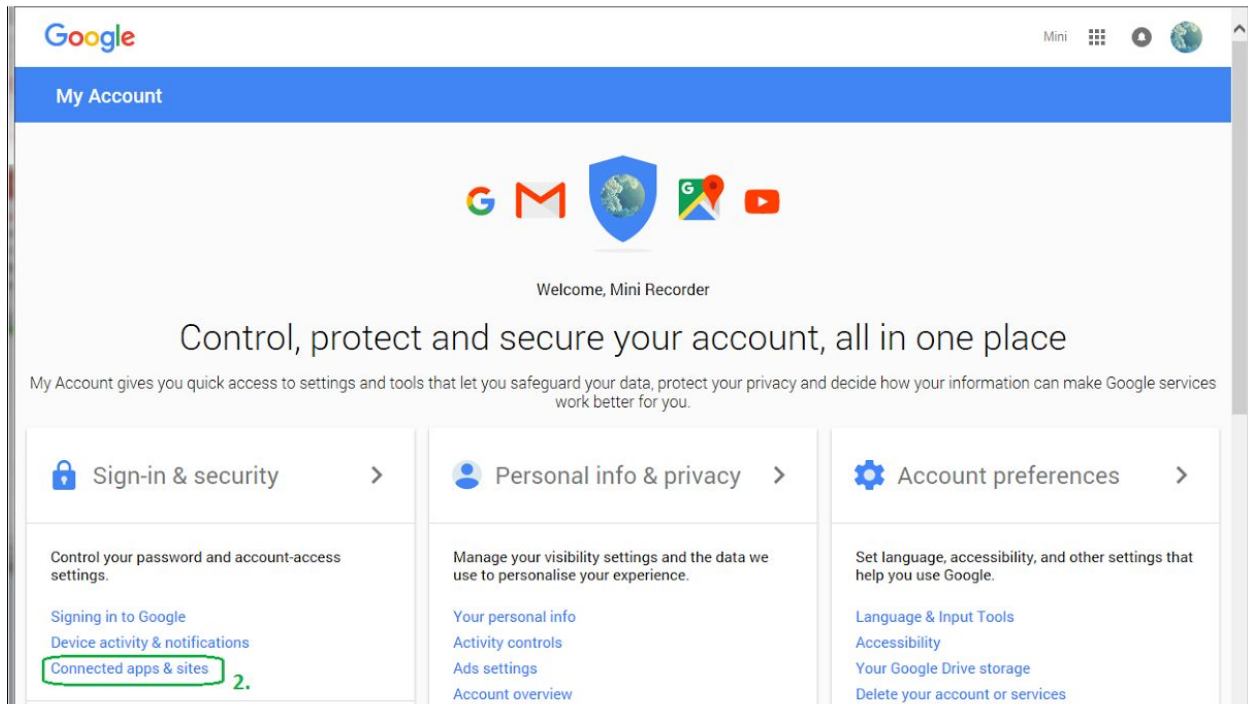 Google
Mini
My Account
G
G
Welcome, Mini Recorder
Control, protect and secure your account, all in one place
My Account gives you quick access to settings and tools that let you safeguard your data, protect your privacy and decide how your information can make Google services
work better for you.
Sign-in & security
Control your password and account-access
settings.
Signing in to Google
Device activity & notifications
Connected apps & sites
2.
Personal info & privacy
Manage your visibility settings and the data we
use to personalise your experience.
Your personal info
Activity controls
Ads settings
Account overview
Account preferences
Set language, accessibility, and other settings that
help you use Google.
Language & Input Tools
Accessibility
Your Google Drive storage
Delete your account or services